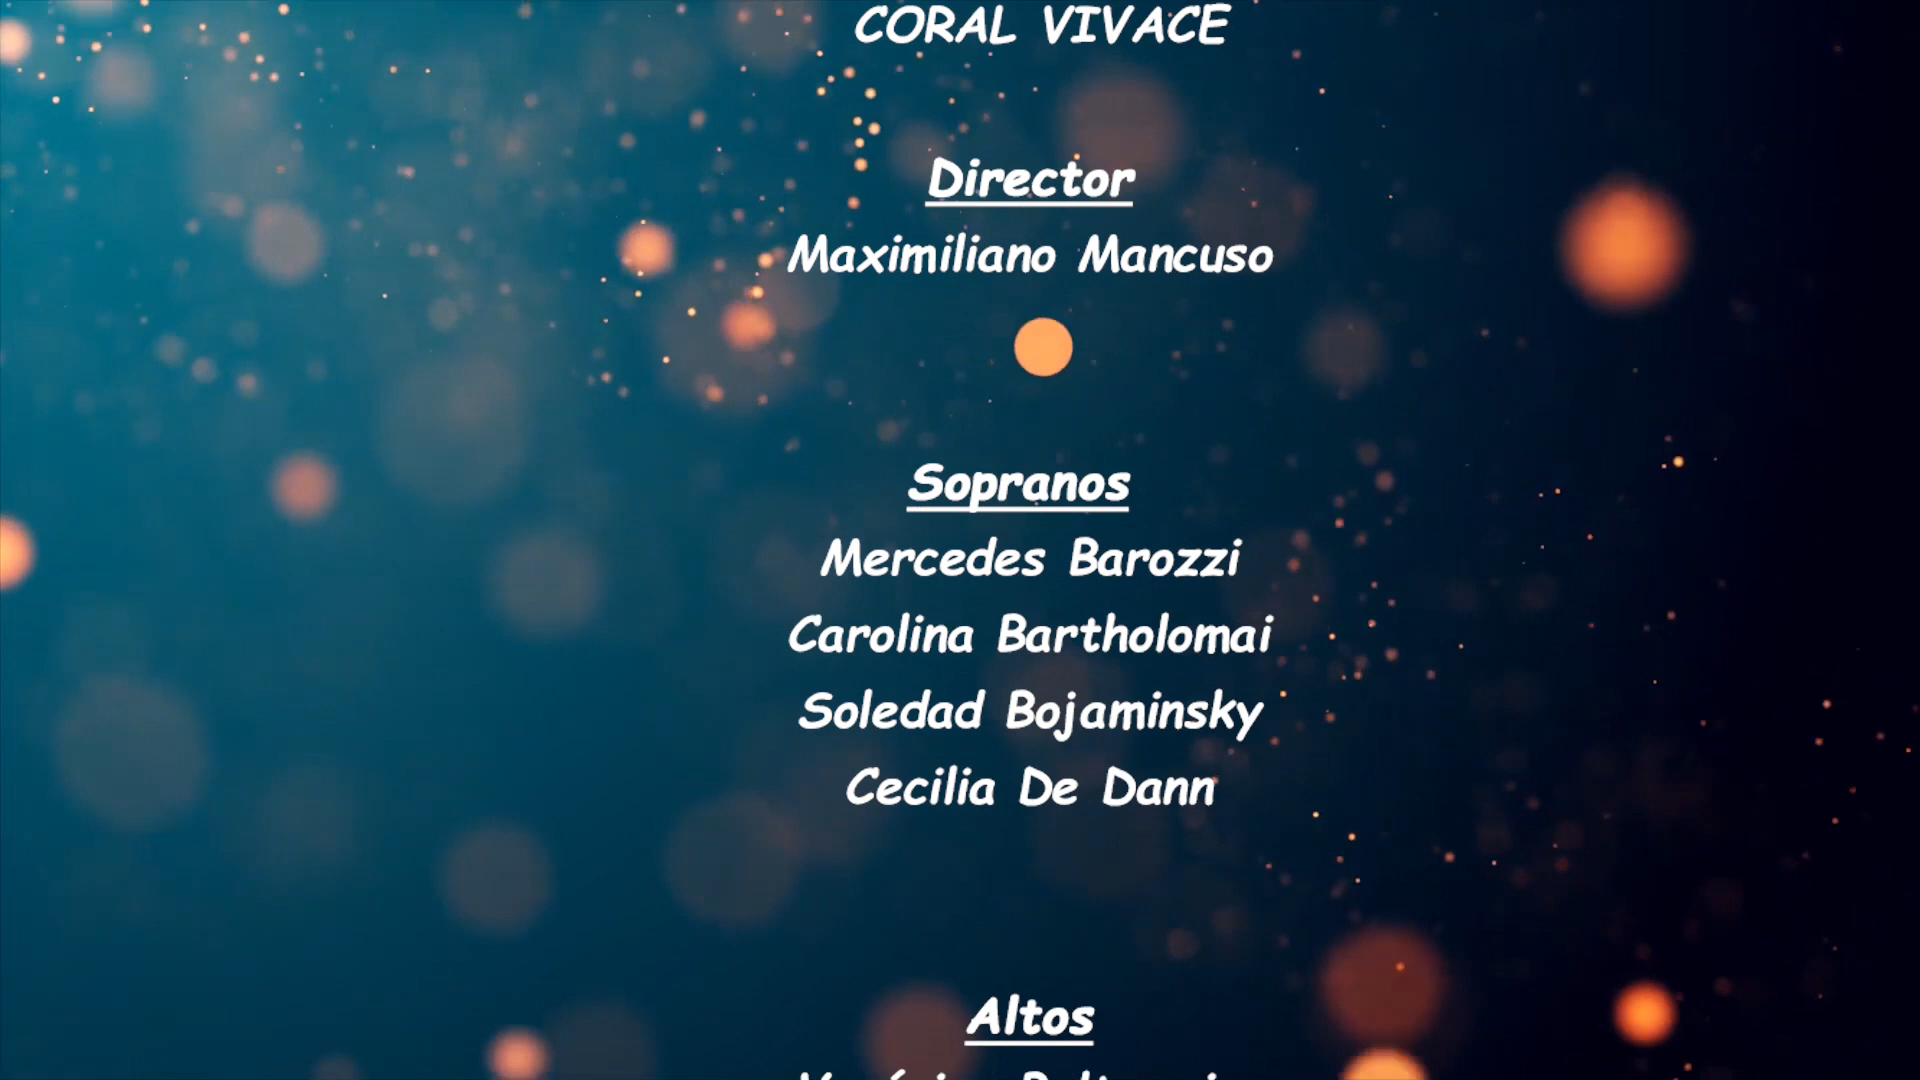 CORAL VIVACE
Director
Maximiliano Mancuso
Sopranos
Mercedes Barozzi
Carolina Bartholomai
Soledad Bojaminsky
Cecilia De Dann
Altos